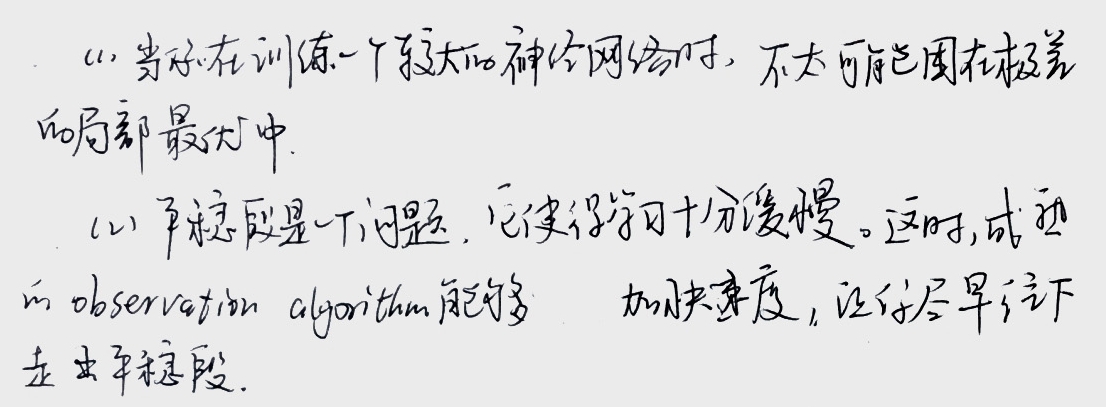 (1) 当你在训练一个较大的神经网络时，不太可能困在极差
的局部最优中.
(2) 平稳段是一个问题，它使得学习十分缓慢。这时，成熟
的 observation algorithm 能够 加快速度，让你尽早往下
走出平稳段.